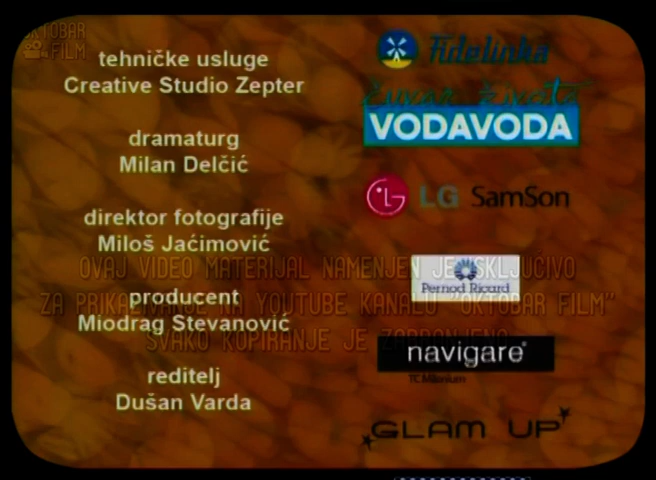 OKTOBAR
FILM
tehničke usluge
Creative Studio Zepter
dramaturg
Milan Delčić
direktor fotografije
Miloš Jaćimović
producent
Miodrag Stevanović
reditelj
Dušan Varda
Fidelinka
čuvar života
VODAVODA
LG SamSon
Pernod Ricard
navigare
TC Milenium
GLAM UP
OVAJ VIDEO MATERIJAL NAMENJEN JE ISKLJUČIVO
ZA PRIKAZIVANJE NA YOUTUBE KANALU "OKTOBAR FILM"
SVAKO KOPIRANJE JE ZABRANJENO